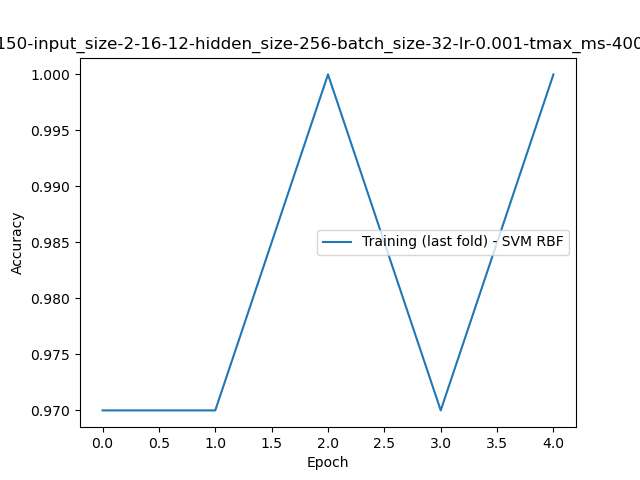 150-input_size-2-16-12-hidden_size-256-batch_size-32-lr-0.001-tmax_ms-400
1.000
0.995
0.990
0.985
0.980
0.975
0.970
Accuracy
Training (last fold) - SVM RBF
0.0 0.5 1.0 1.5 2.0 2.5 3.0 3.5 4.0
Epoch